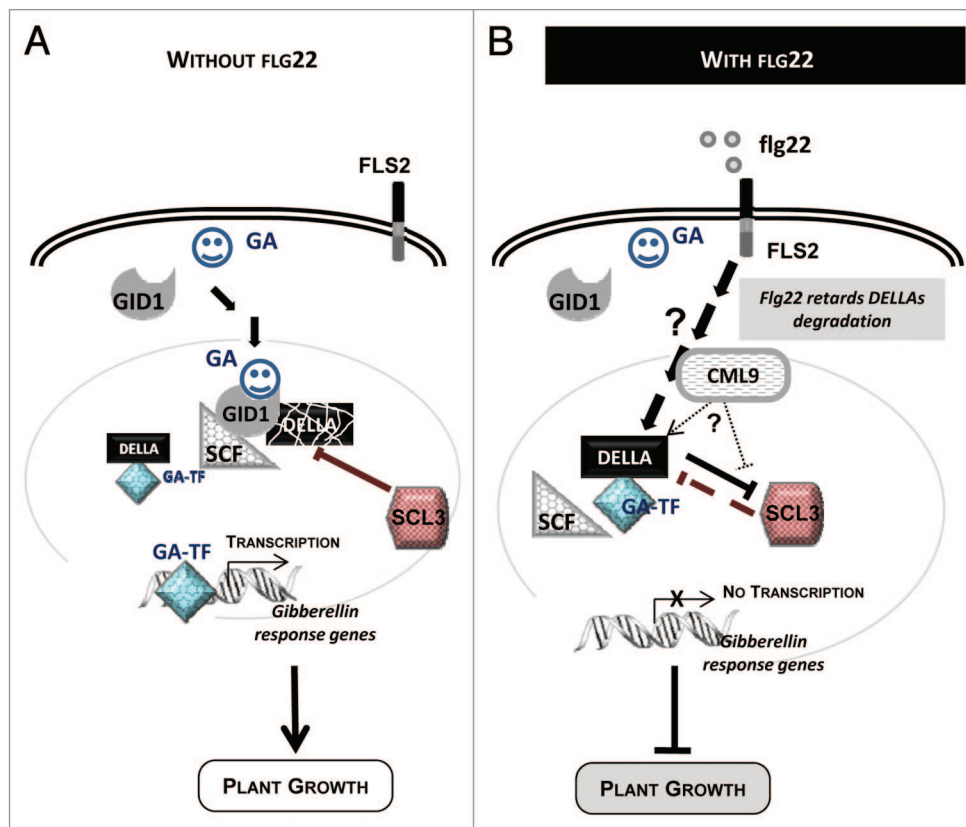 A
WITHOUT FLG22
FLS2
GA
GID1
GA
GID1
DELLA
SCF
DELLA
GA-TF
SCL3
GA-TF
TRANSCRIPTION
Gibberellin
response genes
PLANT GROWTH
B
WITH FLG22
flg22
GA
FLS2
GID1
Flg22 retards DELLAs
degradation
?
CML9
?
DELLA
GA-TF
SCF
SCL3
X
NO TRANSCRIPTION
Gibberellin
response genes
PLANT GROWTH